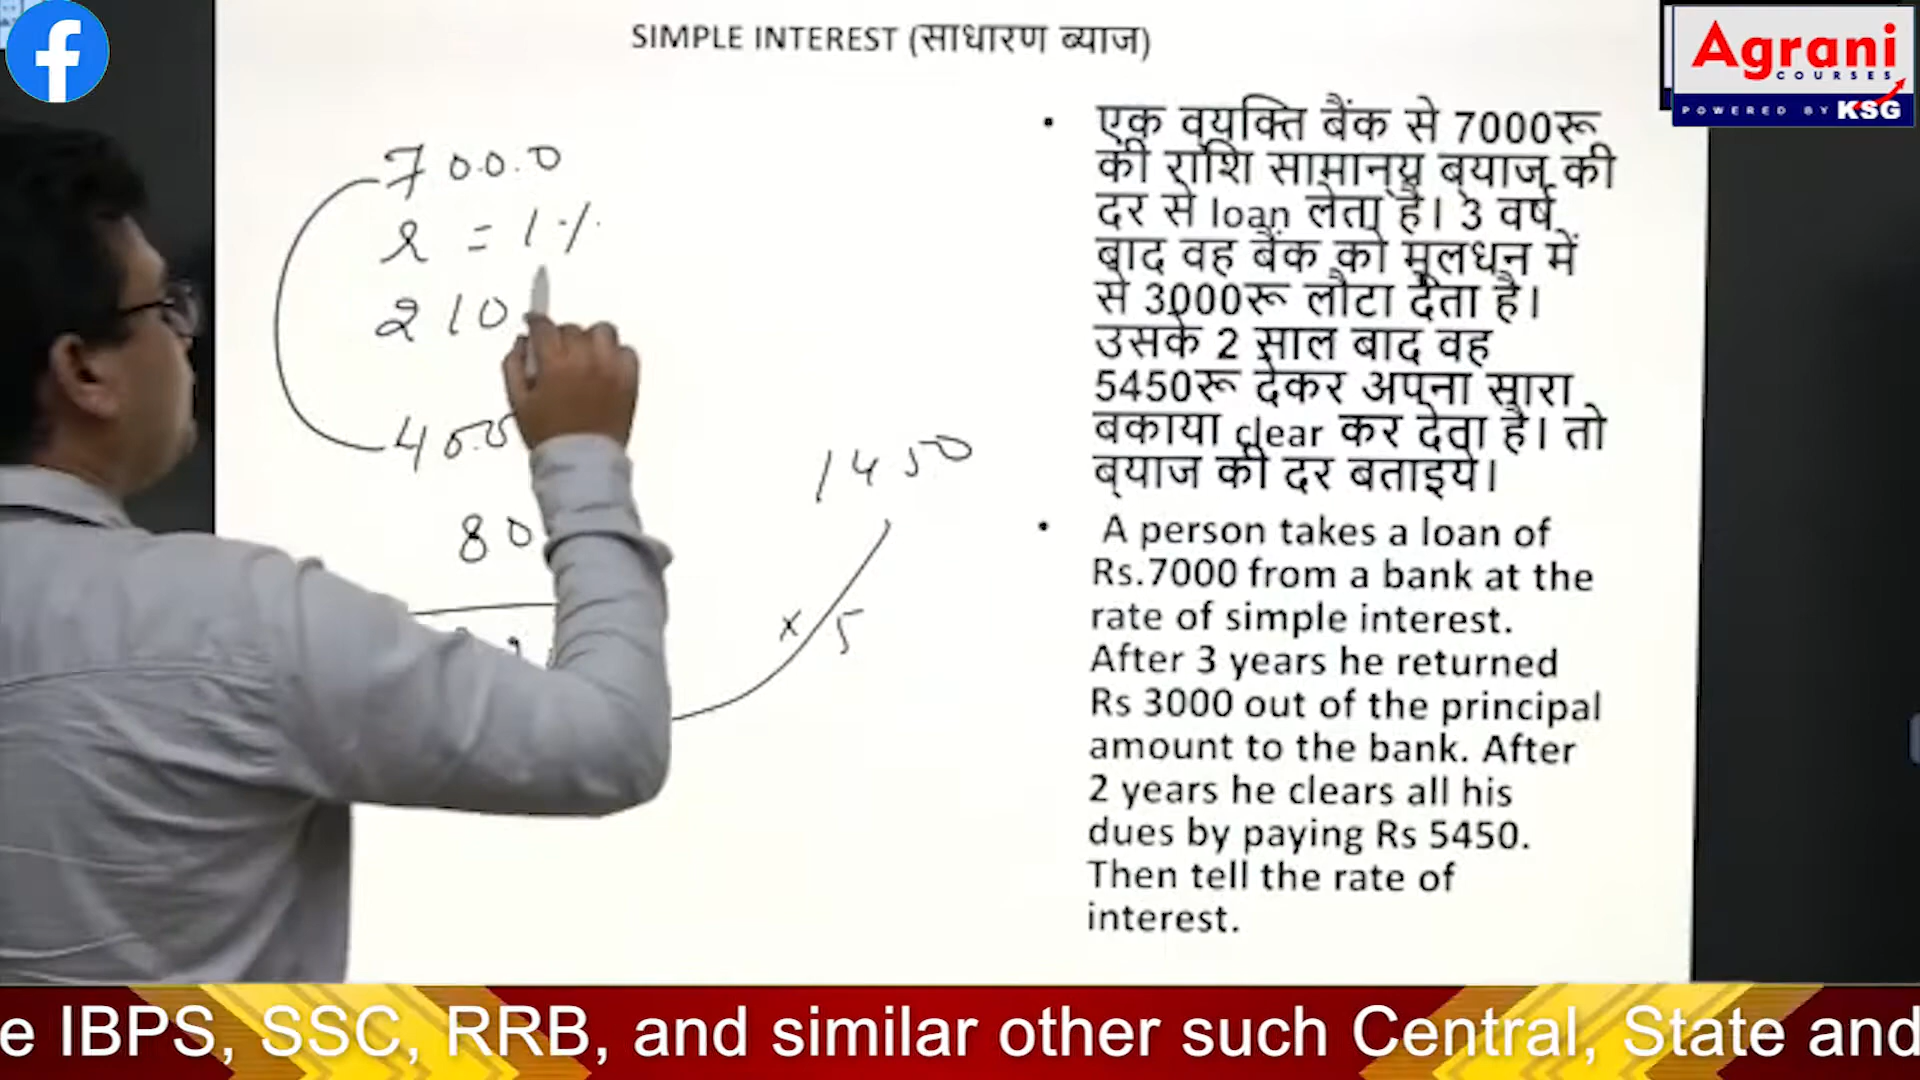 SIMPLE INTEREST (साधारण ब्याज)
Agrani
COURSES
POWERED BY KSG
7000
r = 1%
210
400
80
1450
x 5
• एक व्यक्ति बैंक से 7000रू
की राशि सामान्य ब्याज की
दर से loan लेता है। 3 वर्ष
बाद वह बैंक को मूलधन में
से 3000रू लौटा देता है।
उसके 2 साल बाद वह
5450रू देकर अपना सारा
बकाया clear कर देता है। तो
ब्याज की दर बताइये।
• A person takes a loan of
Rs.7000 from a bank at the
rate of simple interest.
After 3 years he returned
Rs 3000 out of the principal
amount to the bank. After
2 years he clears all his
dues by paying Rs 5450.
Then tell the rate of
interest.
e IBPS, SSC, RRB, and similar other such Central, State and